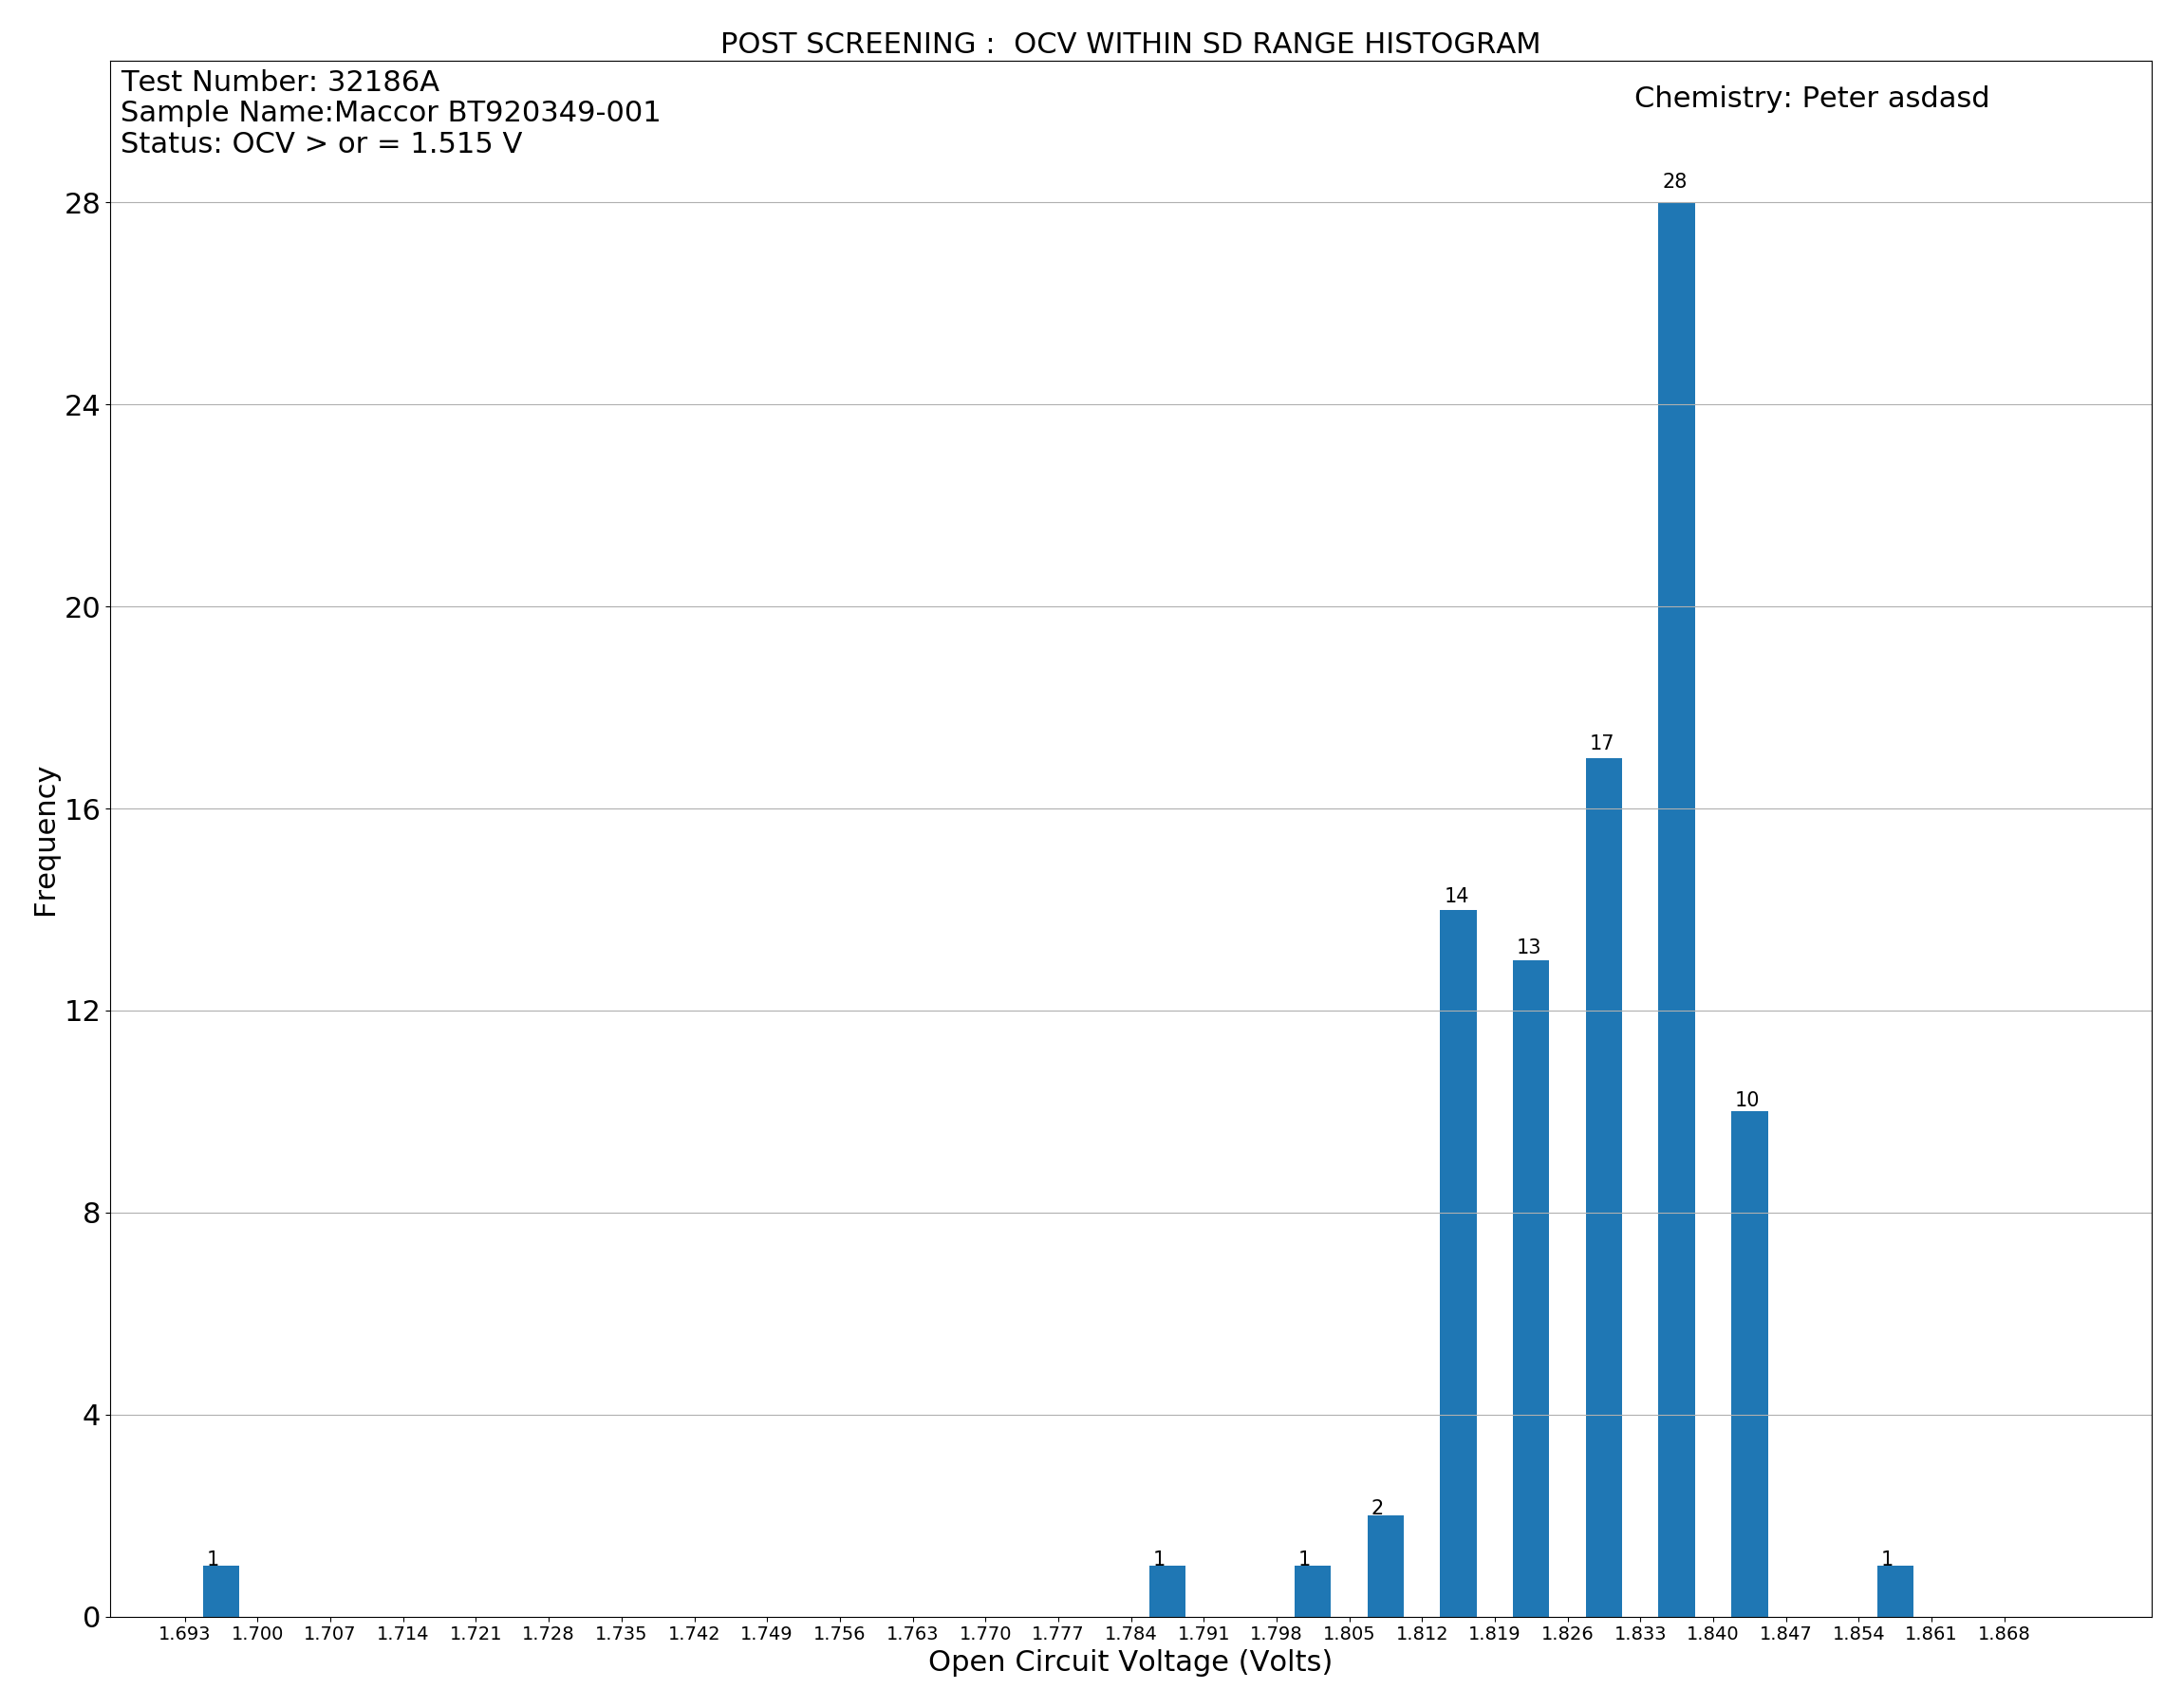 POST SCREENING :  OCV WITHIN SD RANGE HISTOGRAM
Test Number: 32186A
Sample Name:Maccor BT920349-001
Status: OCV > or = 1.515 V
Chemistry: Peter asdasd
28
28
24
20
17
16
14
13
12
10
8
4
2
1
1
1
1
0
Frequency
1.693 1.700 1.707 1.714 1.721 1.728 1.735 1.742 1.749 1.756 1.763 1.770 1.777 1.784 1.791 1.798 1.805 1.812 1.819 1.826 1.833 1.840 1.847 1.854 1.861 1.868
Open Circuit Voltage (Volts)